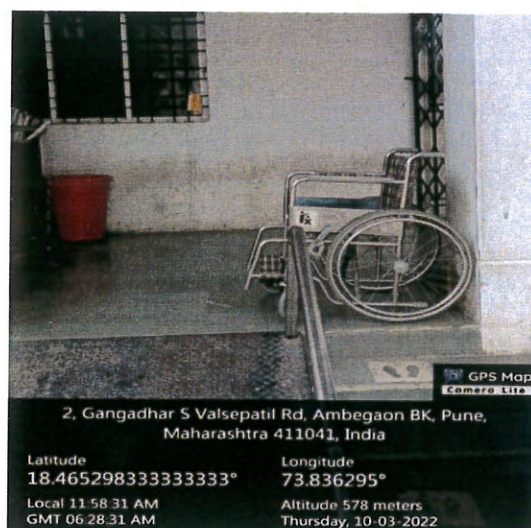 GPS Map
Camera Lite
2, Gangadhar S Valsepatil Rd, Ambegaon BK, Pune,
Maharashtra 411041, India
Latitude
18.465298333333333°
Longitude
73.836295°
Local 11:58:31 AM
GMT 06:28:31 AM
Altitude 578 meters
Thursday, 10-03-2022